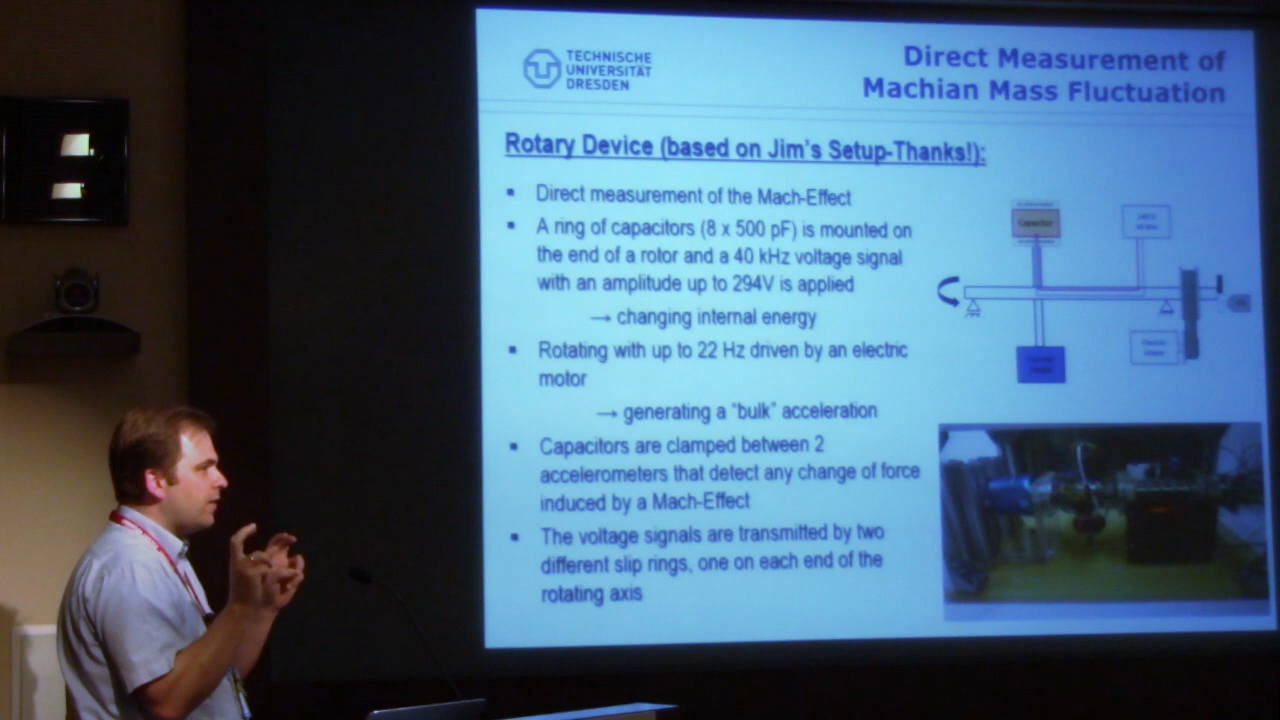 TECHNISCHE
UNIVERSITÄT
DRESDEN
Direct Measurement of
Machian Mass Fluctuation
Rotary Device (based on Jim's Setup-Thanks!):
▪ Direct measurement of the Mach-Effect
▪ A ring of capacitors (8 x 500 pF) is mounted
on the end of a rotor and a 40 kHz voltage signal
with an amplitude up to 294V is applied
→ changing internal energy
▪ Rotating with up to 22 Hz driven by an electric
motor
→ generating a "bulk" acceleration
▪ Capacitors are clamped between 2
accelerometers that detect any change of force
induced by a Mach-Effect
▪ The voltage signals are transmitted by two
different slip rings, one on each end of the
rotating axis
Capacitor